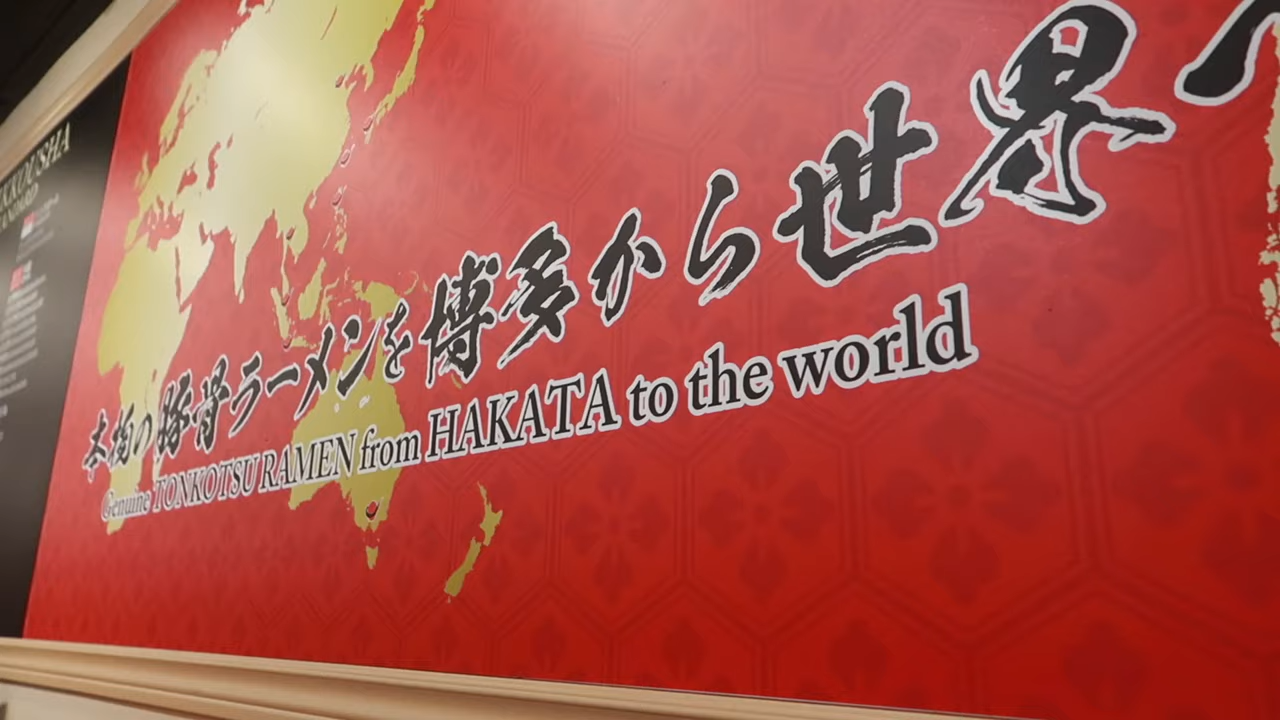 KKOUSHA
本物の豚骨ラーメンを博多から世界へ
Genuine TONKOTSU RAMEN from HAKATA to the world